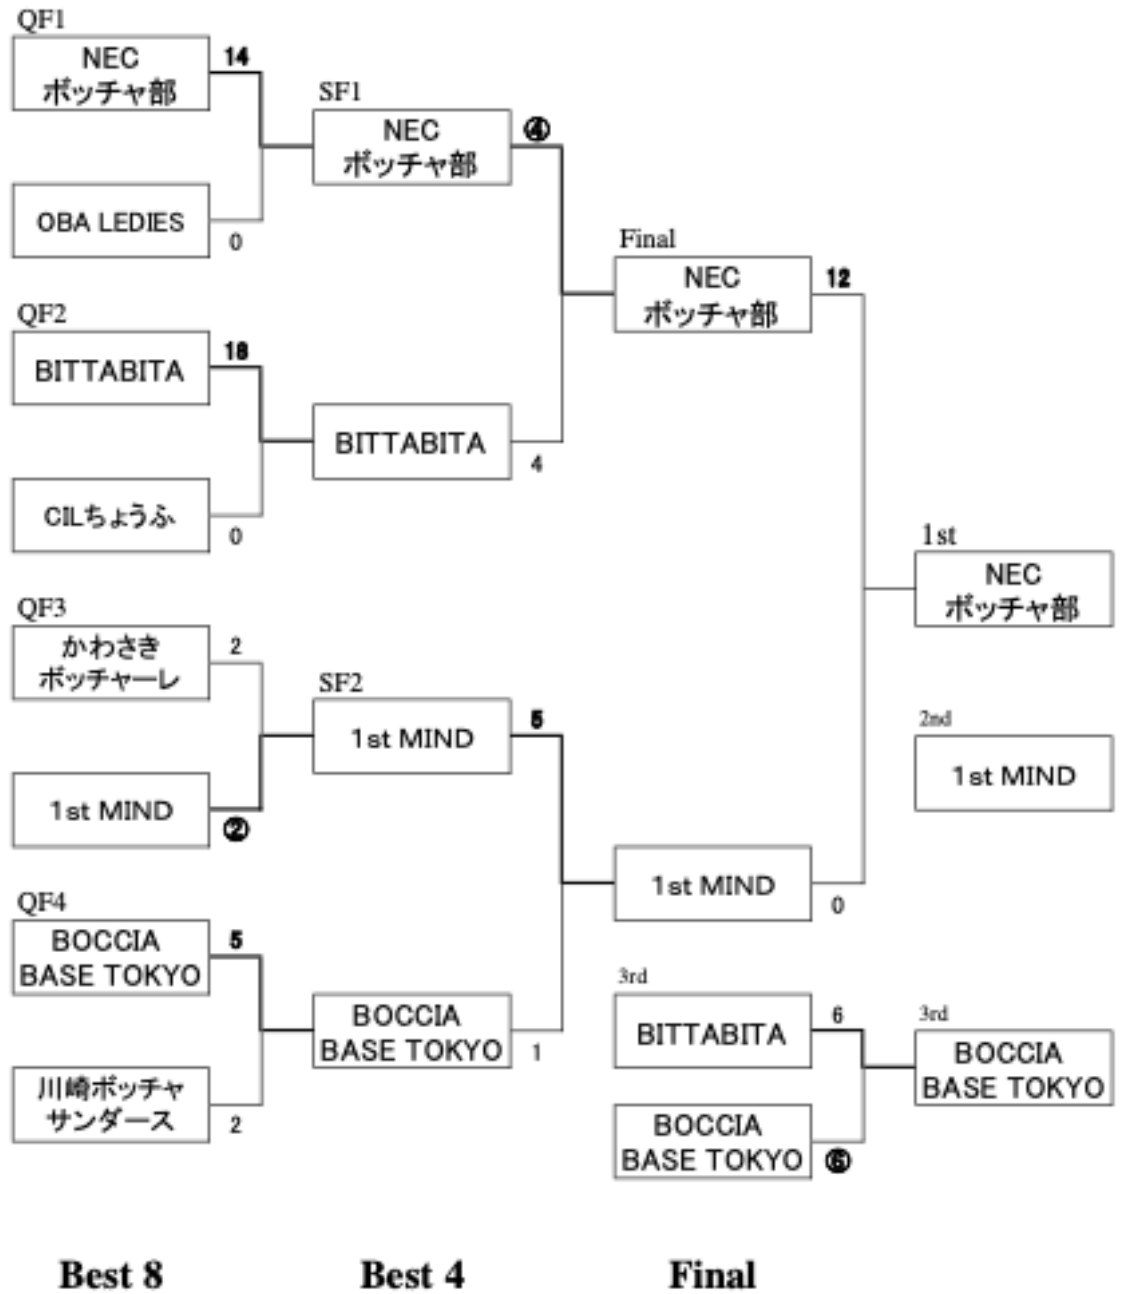 QF1
NEC
ボッチャ部
14
OBA LEDIES
0
QF2
BITTABITA
18
CILちょうふ
0
QF3
かわさき
ボッチャーレ
2
1st MIND
②
QF4
BOCCIA
BASE TOKYO
5
川崎ボッチャ
サンダース
2
SF1
NEC
ボッチャ部
④
BITTABITA
4
SF2
1st MIND
5
BOCCIA
BASE TOKYO
1
Final
NEC
ボッチャ部
12
1st MIND
0
3rd
BITTABITA
6
BOCCIA
BASE TOKYO
⑥
1st
NEC
ボッチャ部
2nd
1st MIND
3rd
BOCCIA
BASE TOKYO
Best 8
Best 4
Final